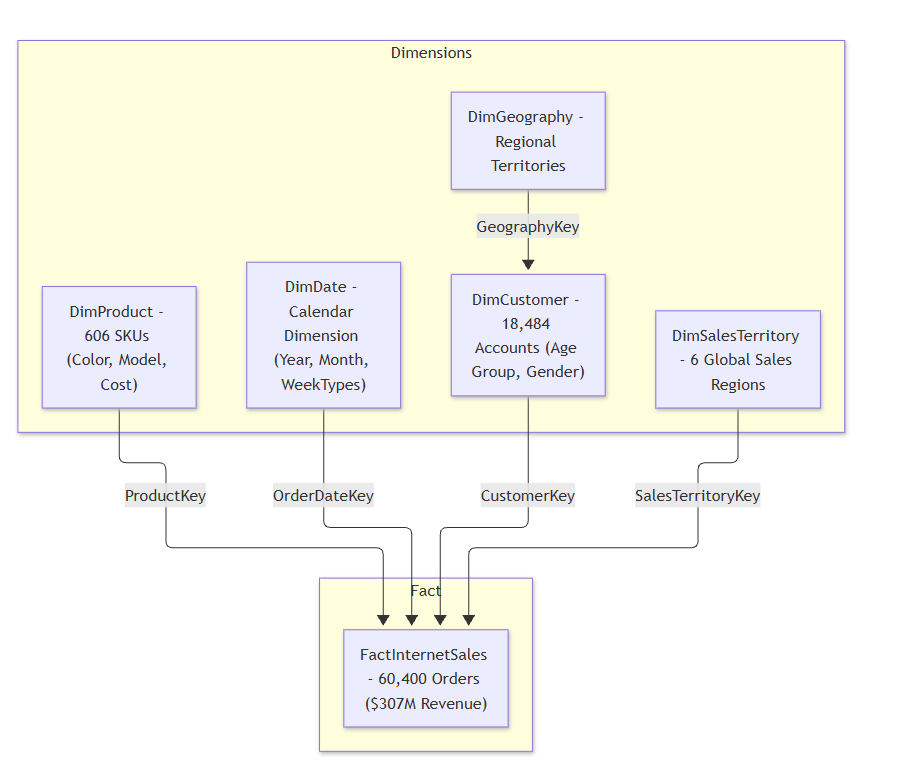 Dimensions
DimGeography -
Regional
Territories
GeographyKey
DimProduct -
606 SKUs
(Color, Model,
Cost)
DimDate -
Calendar
Dimension
(Year, Month,
WeekTypes)
DimCustomer -
18,484
Accounts (Age
Group, Gender)
DimSalesTerritory
- 6 Global Sales
Regions
ProductKey
OrderDateKey
CustomerKey
SalesTerritoryKey
Fact
FactInternetSales
- 60,400 Orders
($307M Revenue)